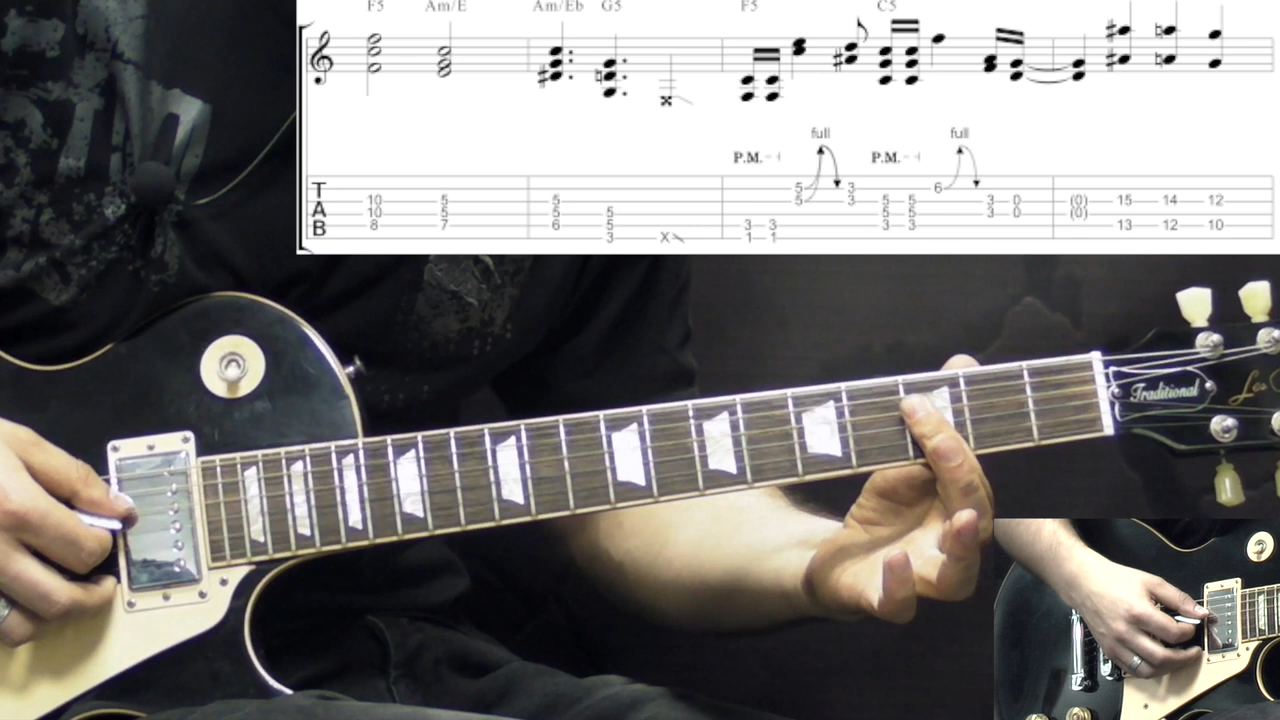 F5 Am/E Am/Eb G5 F5 C5
full full
P.M. P.M.
T 5 3 6
10 5 5 5 3 5 5 3 0 (0) 15 14 12
A 10 5 5 5 5 5 3 0 (0)
B 8 7 6 5 3 3 3 3 13 12 10
3 X 1 1
Traditional
Les